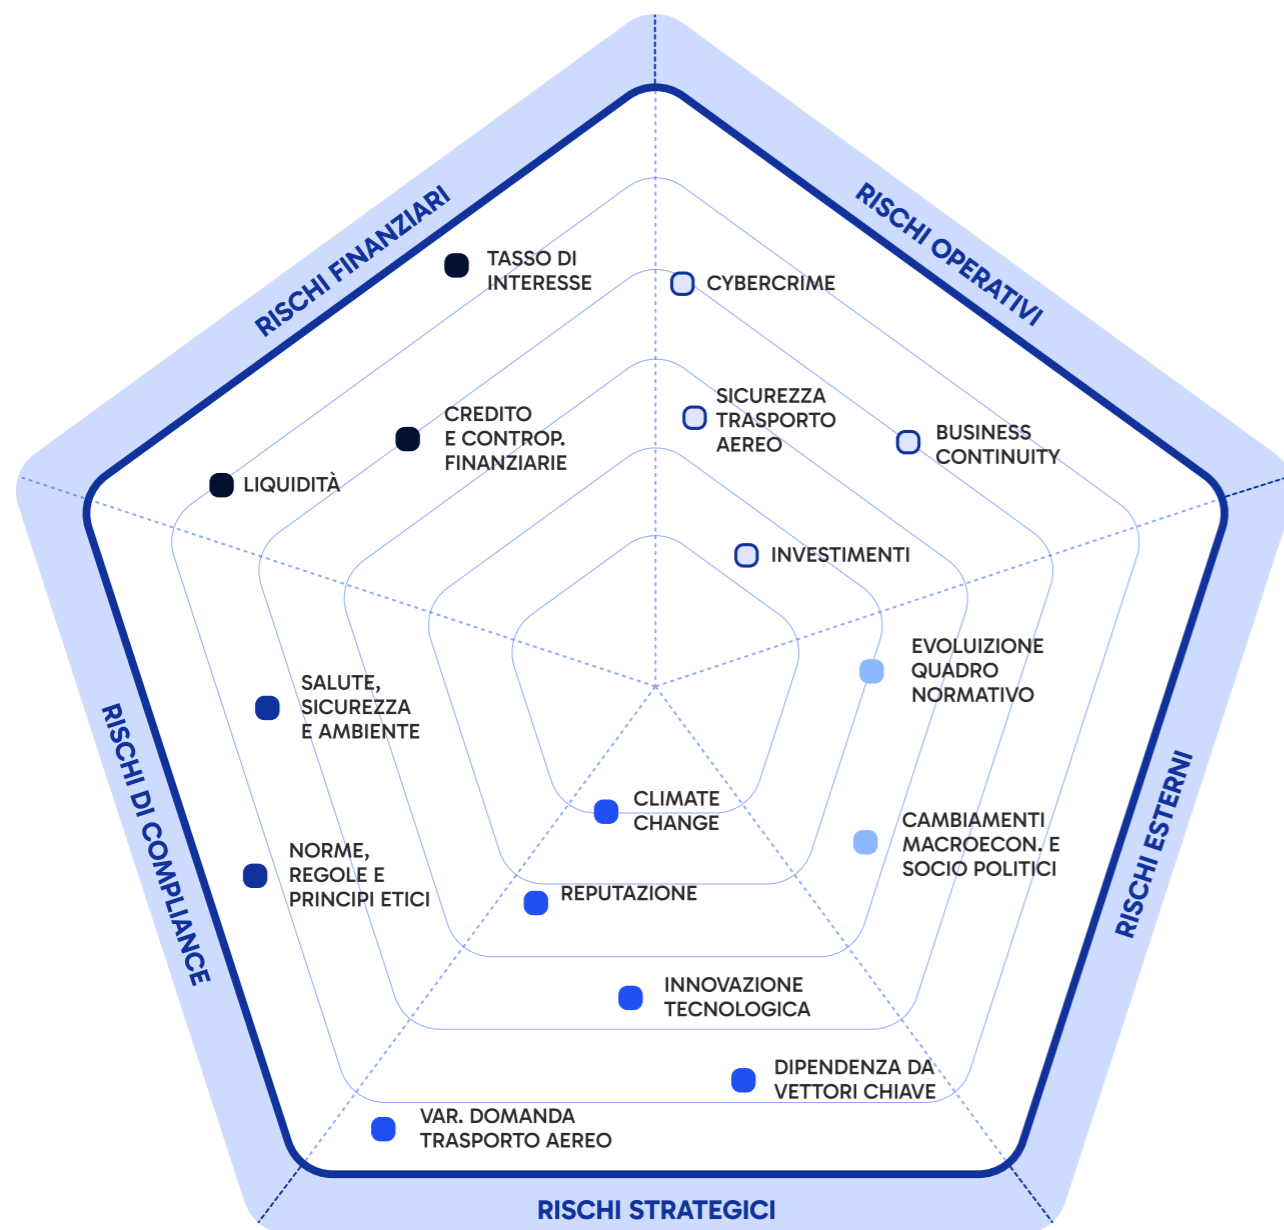 RISCHI FINANZIARI
RISCHI OPERATIVI
TASSO DI
INTERESSE
CYBERCRIME
SICUREZZA
TRASPORTO
AEREO
CREDITO
E CONTROP.
FINANZIARIE
BUSINESS
CONTINUITY
LIQUIDITÀ
INVESTIMENTI
EVOLUIZIONE
QUADRO
NORMATIVO
SALUTE,
SICUREZZA
E AMBIENTE
RISCHI DI COMPLIANCE
RISCHI ESTERNI
CLIMATE
CHANGE
CAMBIAMENTI
MACROECON. E
SOCIO POLITICI
NORME,
REGOLE E
PRINCIPI ETICI
REPUTAZIONE
INNOVAZIONE
TECNOLOGICA
DIPENDENZA DA
VETTORI CHIAVE
VAR. DOMANDA
TRASPORTO AEREO
RISCHI STRATEGICI